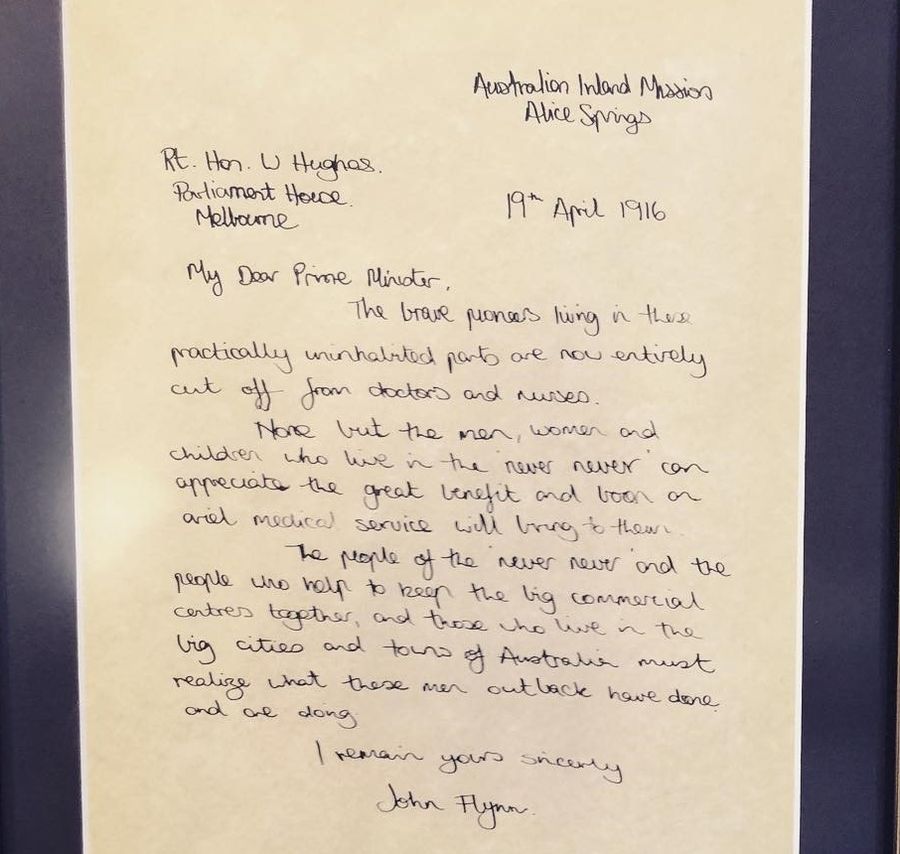 Australian Inland Mission
Alice Springs
Rt. Hon. W Hughes.
Parliament House.
Melbourne
19th April 1916
My Dear Prime Minister,
The brave pioneers living in these
practically uninhabited parts are now entirely
cut off from doctors and nurses.
None but the men, women and
children who live in the 'never never' can
appreciate the great benefit and boon an
ariel medical service will bring to them.
The people of the 'never never' and the
people who help to keep the big commercial
centres together, and those who live in the
big cities and towns of Australia must
realize what these men outback have done
and are doing
I remain yours sincerly
John Flynn.